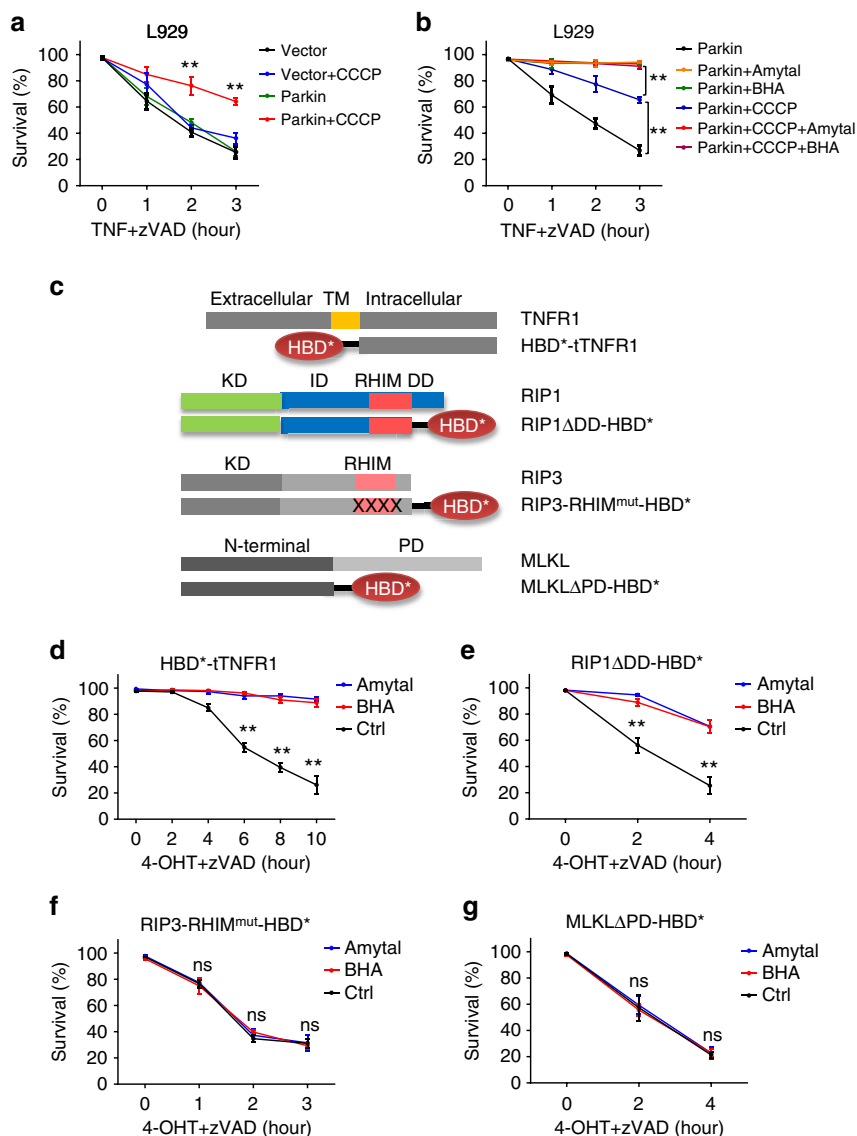 a
L929
Survival (%)
100
80
60
40
20
0
0 1 2 3
TNF+zVAD (hour)
**
**
Vector
Vector+CCCP
Parkin
Parkin+CCCP
b
L929
Survival (%)
100
80
60
40
20
0
0 1 2 3
TNF+zVAD (hour)
**
**
Parkin
Parkin+Amytal
Parkin+BHA
Parkin+CCCP
Parkin+CCCP+Amytal
Parkin+CCCP+BHA
c
Extracellular TM Intracellular
TNFR1
HBD* HBD*-tTNFR1
KD ID RHIM DD
RIP1
HBD* RIP1ΔDD-HBD*
KD RHIM
RIP3
XXXX HBD* RIP3-RHIMmut-HBD*
N-terminal PD
MLKL
HBD* MLKLΔPD-HBD*
d
HBD*-tTNFR1
Survival (%)
100
80
60
40
20
0
0 2 4 6 8 10
4-OHT+zVAD (hour)
** ** **
Amytal
BHA
Ctrl
e
RIP1ΔDD-HBD*
Survival (%)
100
80
60
40
20
0
0 2 4
4-OHT+zVAD (hour)
**
**
Amytal
BHA
Ctrl
f
RIP3-RHIMmut-HBD*
Survival (%)
100
80
60
40
20
0
0 1 2 3
4-OHT+zVAD (hour)
ns
ns
ns
Amytal
BHA
Ctrl
g
MLKLΔPD-HBD*
Survival (%)
100
80
60
40
20
0
0 2 4
4-OHT+zVAD (hour)
ns
ns
Amytal
BHA
Ctrl